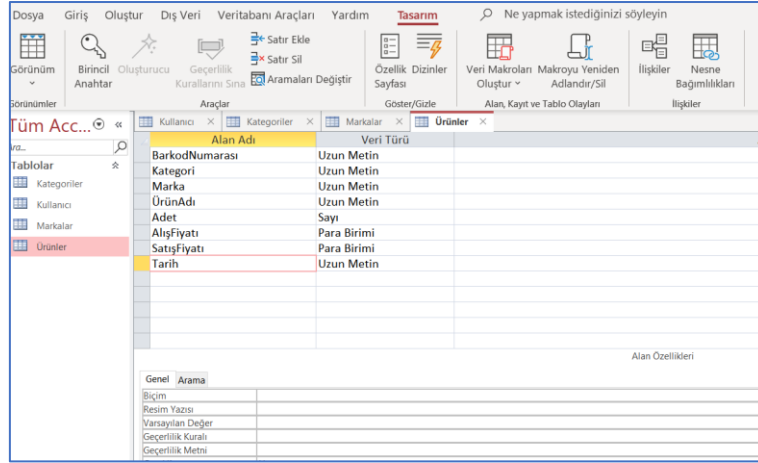 Dosya Giriş Oluştur Dış Veri Veritabanı Araçları Yardım Tasarım Ne yapmak istediğinizi söyleyin
Görünüm
Birincil Anahtar
Oluşturucu
Geçerlilik Kurallarını Sına
Satır Ekle
Satır Sil
Aramaları Değiştir
Özellik Sayfası
Dizinler
Veri Makroları Oluştur
Makroyu Yeniden Adlandır/Sil
İlişkiler
Nesne Bağımlılıkları
Görünümler Araçlar Göster/Gizle Alan, Kayıt ve Tablo Olayları İlişkiler
Tüm Acc... «
Kullanıcı × Kategoriler × Markalar × Ürünler ×
Ara...
Tablolar
Kategoriler
Kullanıcı
Markalar
Ürünler
Alan Adı Veri Türü
BarkodNumarası Uzun Metin
Kategori Uzun Metin
Marka Uzun Metin
ÜrünAdı Uzun Metin
Adet Sayı
AlışFiyatı Para Birimi
SatışFiyatı Para Birimi
Tarih Uzun Metin
Alan Özellikleri
Genel Arama
Biçim
Resim Yazısı
Varsayılan Değer
Geçerlilik Kuralı
Geçerlilik Metni